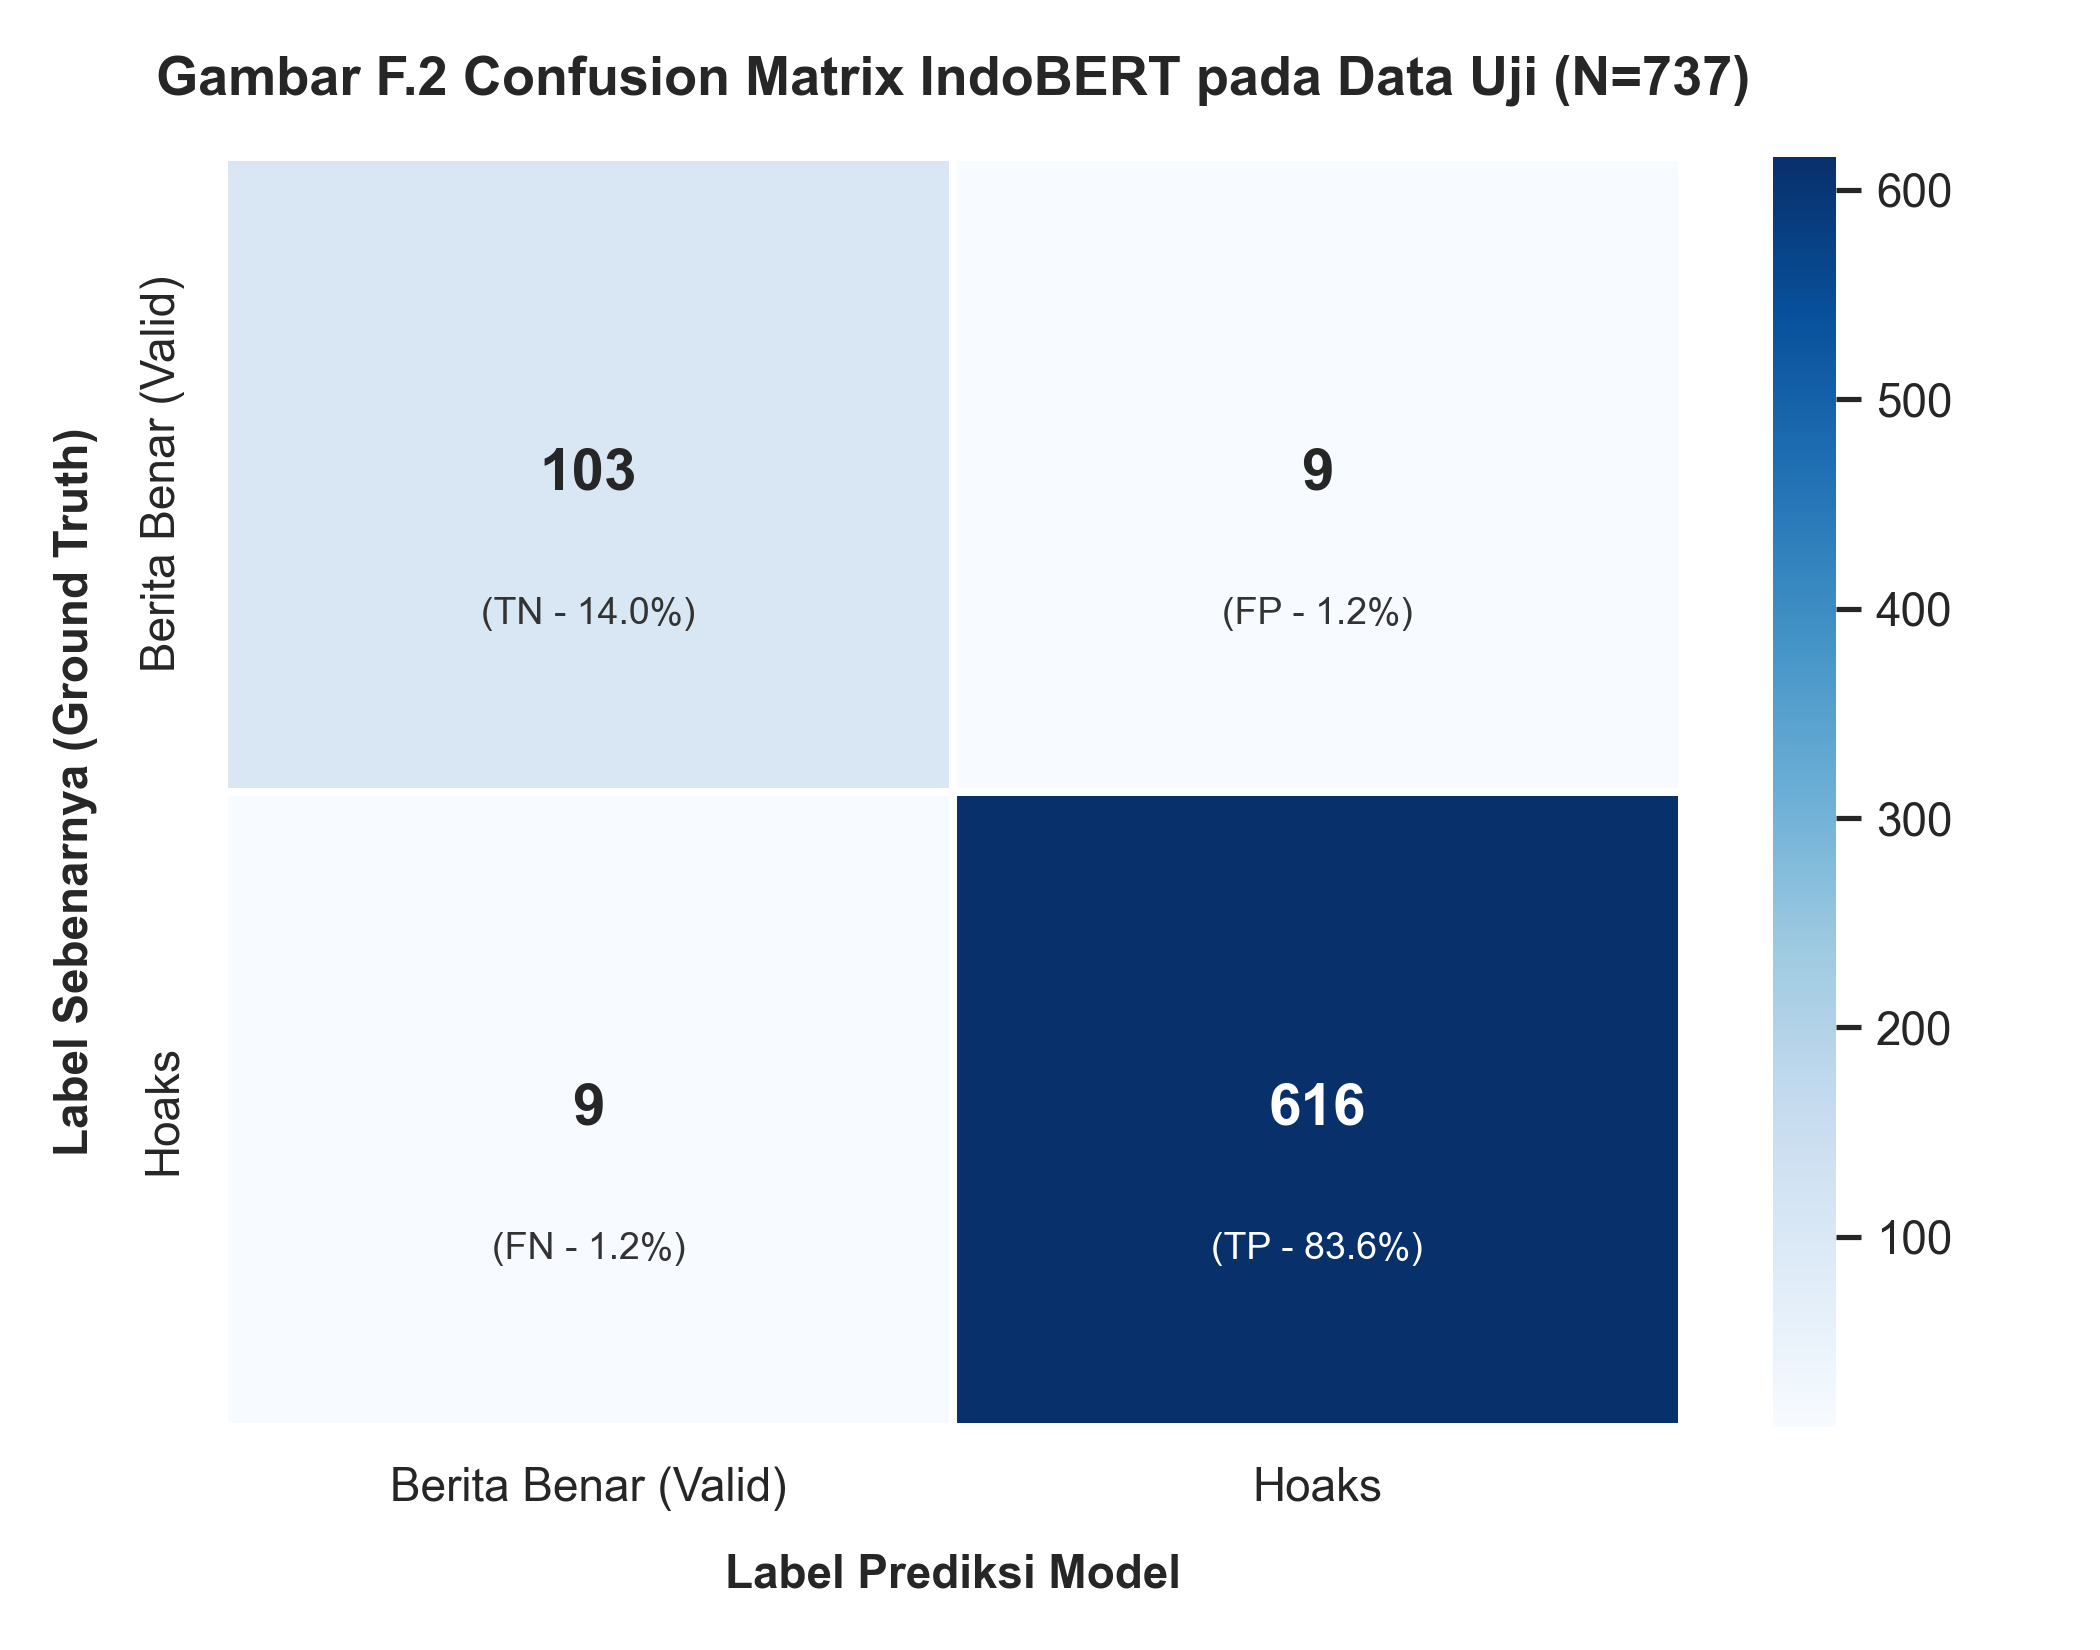 Gambar F.2 Confusion Matrix IndoBERT pada Data Uji (N=737)
Label Sebenarnya (Ground Truth)
Berita Benar (Valid)
Hoaks
103
(TN - 14.0%)
9
(FP - 1.2%)
9
(FN - 1.2%)
616
(TP - 83.6%)
Berita Benar (Valid)
Hoaks
Label Prediksi Model
600
500
400
300
200
100